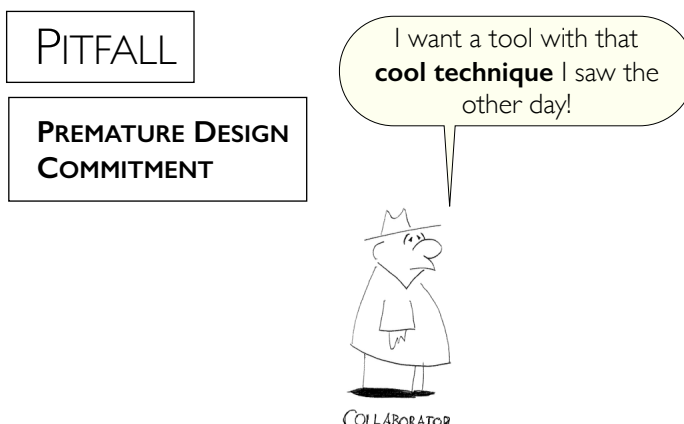 PITFALL
PREMATURE DESIGN
COMMITMENT
I want a tool with that
cool technique I saw the
other day!
COLLABORATOR